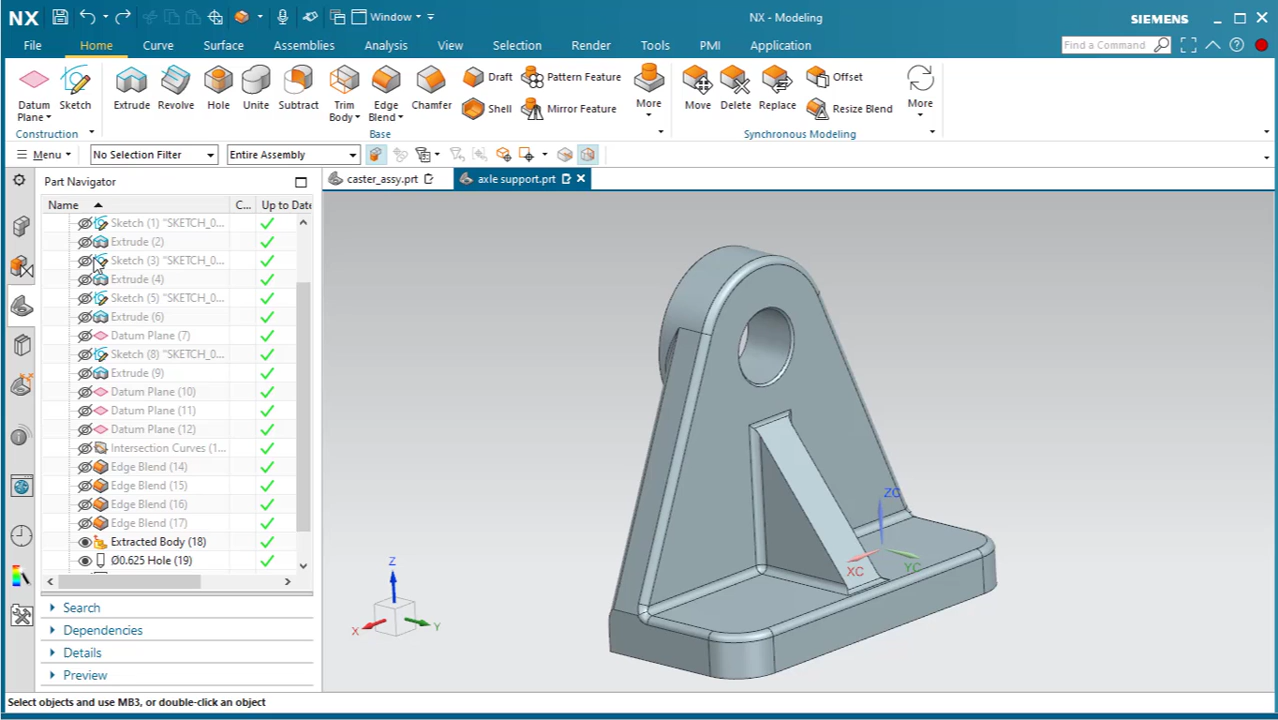 NX Window NX - Modeling SIEMENS
File Home Curve Surface Assemblies Analysis View Selection Render Tools PMI Application Find a Command
Datum Plane Sketch Extrude Revolve Hole Unite Subtract Trim Body Edge Blend Chamfer Draft Shell Pattern Feature Mirror Feature More Move Delete Replace Offset Resize Blend More
Construction Base Synchronous Modeling
Menu No Selection Filter Entire Assembly
Part Navigator caster_assy.prt axle support.prt
Name C... Up to Date
Sketch (1) "SKETCH_0...
Extrude (2)
Sketch (3) "SKETCH_0...
Extrude (4)
Sketch (5) "SKETCH_0...
Extrude (6)
Datum Plane (7)
Sketch (8) "SKETCH_0...
Extrude (9)
Datum Plane (10)
Datum Plane (11)
Datum Plane (12)
Intersection Curves (1...
Edge Blend (14)
Edge Blend (15)
Edge Blend (16)
Edge Blend (17)
Extracted Body (18)
Ø0.625 Hole (19)
ZC
XC YC
Z
X Y
Search
Dependencies
Details
Preview
Select objects and use MB3, or double-click an object